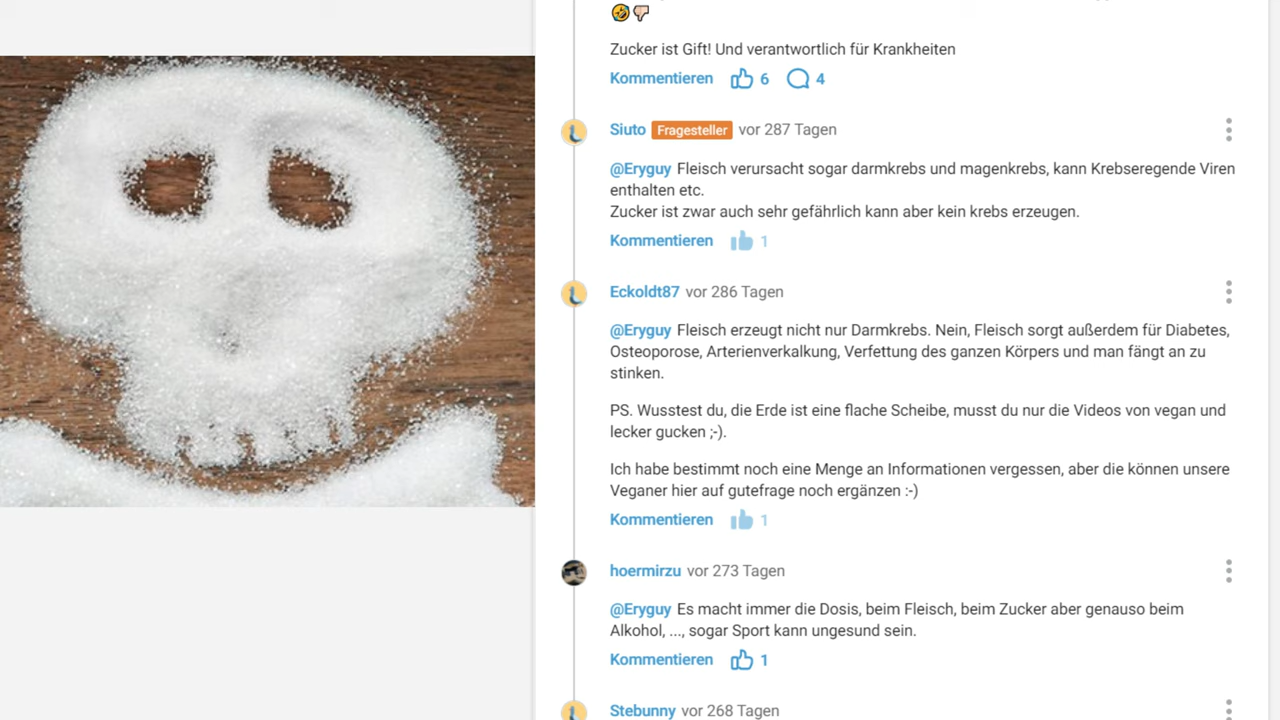 🤣👎🏻
Zucker ist Gift! Und verantwortlich für Krankheiten
Kommentieren 6 4
Siuto Fragesteller vor 287 Tagen
@Eryguy Fleisch verursacht sogar darmkrebs und magenkrebs, kann Krebseregende Viren
enthalten etc.
Zucker ist zwar auch sehr gefährlich kann aber kein krebs erzeugen.
Kommentieren 1
Eckoldt87 vor 286 Tagen
@Eryguy Fleisch erzeugt nicht nur Darmkrebs. Nein, Fleisch sorgt außerdem für Diabetes,
Osteoporose, Arterienverkalkung, Verfettung des ganzen Körpers und man fängt an zu
stinken.
PS. Wusstest du, die Erde ist eine flache Scheibe, musst du nur die Videos von vegan und
lecker gucken ;-).
Ich habe bestimmt noch eine Menge an Informationen vergessen, aber die können unsere
Veganer hier auf gutefrage noch ergänzen :-)
Kommentieren 1
hoermirzu vor 273 Tagen
@Eryguy Es macht immer die Dosis, beim Fleisch, beim Zucker aber genauso beim
Alkohol, ..., sogar Sport kann ungesund sein.
Kommentieren 1
Stebunny vor 268 Tagen